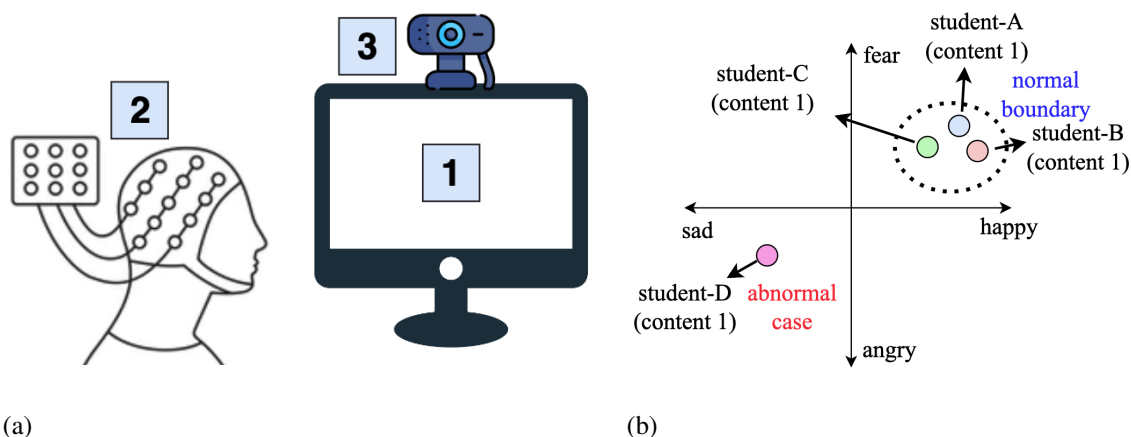 3
2
1
(a)
student-A
(content 1)
fear
student-C
(content 1)
normal
boundary
student-B
(content 1)
sad
happy
student-D
(content 1)
abnormal
case
angry
(b)